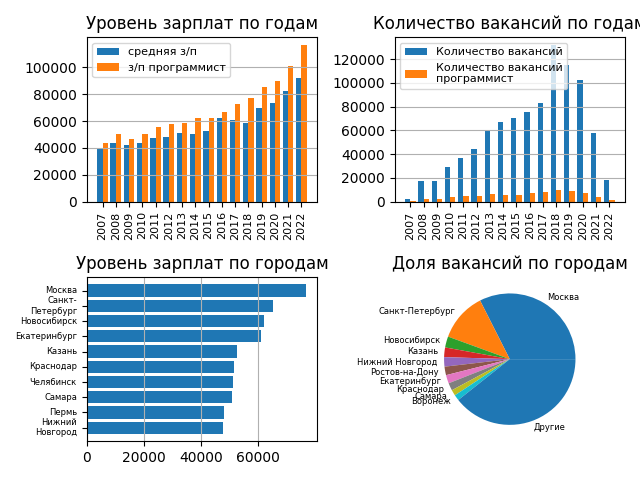 Уровень зарплат по годам
средняя з/п
з/п программист
100000
80000
60000
40000
20000
0
2007 2008 2009 2010 2011 2012 2013 2014 2015 2016 2017 2018 2019 2020 2021 2022
Количество вакансий по годам
Количество вакансий
Количество вакансий
программист
120000
100000
80000
60000
40000
20000
0
2007 2008 2009 2010 2011 2012 2013 2014 2015 2016 2017 2018 2019 2020 2021 2022
Уровень зарплат по городам
Москва
Санкт-
Петербург
Новосибирск
Екатеринбург
Казань
Краснодар
Челябинск
Самара
Пермь
Нижний
Новгород
0 20000 40000 60000
Доля вакансий по городам
Москва
Санкт-Петербург
Новосибирск
Казань
Нижний Новгород
Ростов-на-Дону
Екатеринбург
Краснодар
Самара
Воронеж
Другие